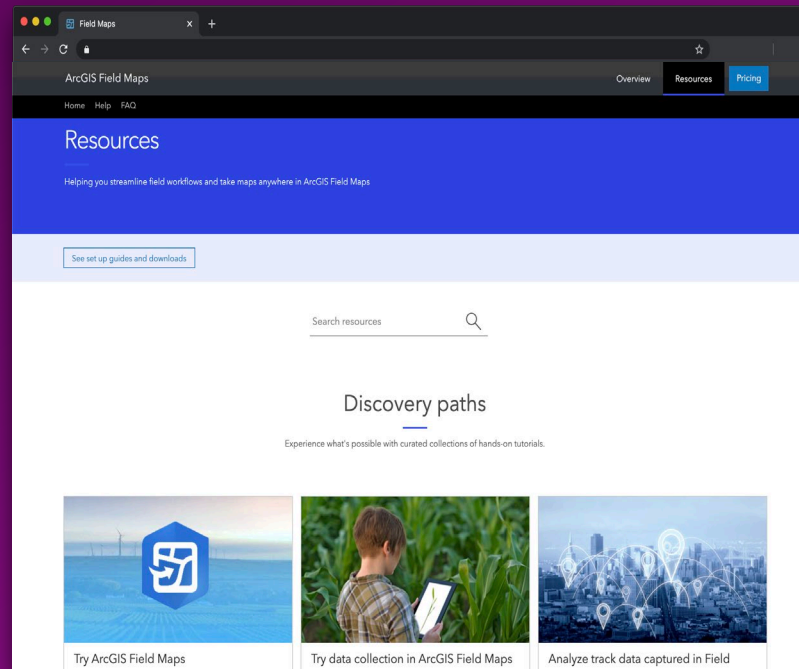 Field Maps
ArcGIS Field Maps
Overview
Resources
Pricing
Home Help FAQ
Resources
Helping you streamline field workflows and take maps anywhere in ArcGIS Field Maps
See set up guides and downloads
Search resources
Discovery paths
Experience what's possible with curated collections of hands-on tutorials.
Try ArcGIS Field Maps
Try data collection in ArcGIS Field Maps
Analyze track data captured in Field